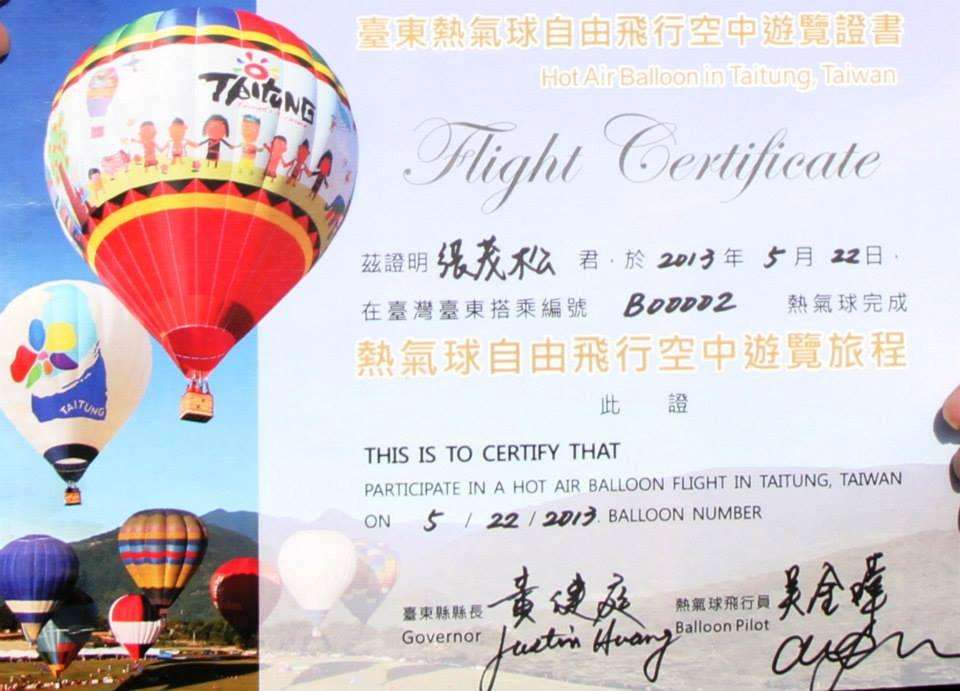 臺東熱氣球自由飛行空中遊覽證書
Hot Air Balloon in Taitung, Taiwan
Flight Certificate
TAITUNG
茲證明 張茂松 君,於 2013 年 5 月 22 日,
在臺灣臺東搭乘編號 B00002 熱氣球完成
熱氣球自由飛行空中遊覽旅程
此 證
TAITUNG
THIS IS TO CERTIFY THAT
PARTICIPATE IN A HOT AIR BALLOON FLIGHT IN TAITUNG, TAIWAN
ON 5 / 22 / 2013. BALLOON NUMBER
臺東縣縣長 黃健庭 熱氣球飛行員
Governor Justin Huang Balloon Pilot